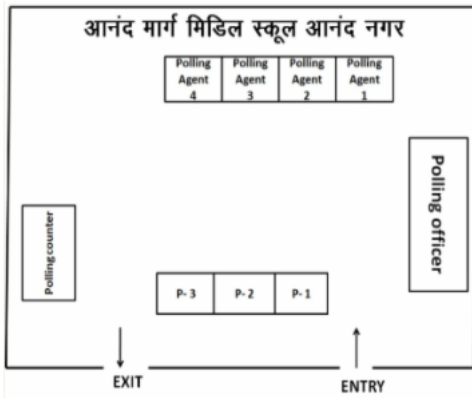 आनंद मार्ग मिडिल स्कूल आनंद नगर
Polling Agent 4
Polling Agent 3
Polling Agent 2
Polling Agent 1
Polling officer
Polling counter
P- 3
P- 2
P- 1
EXIT
ENTRY